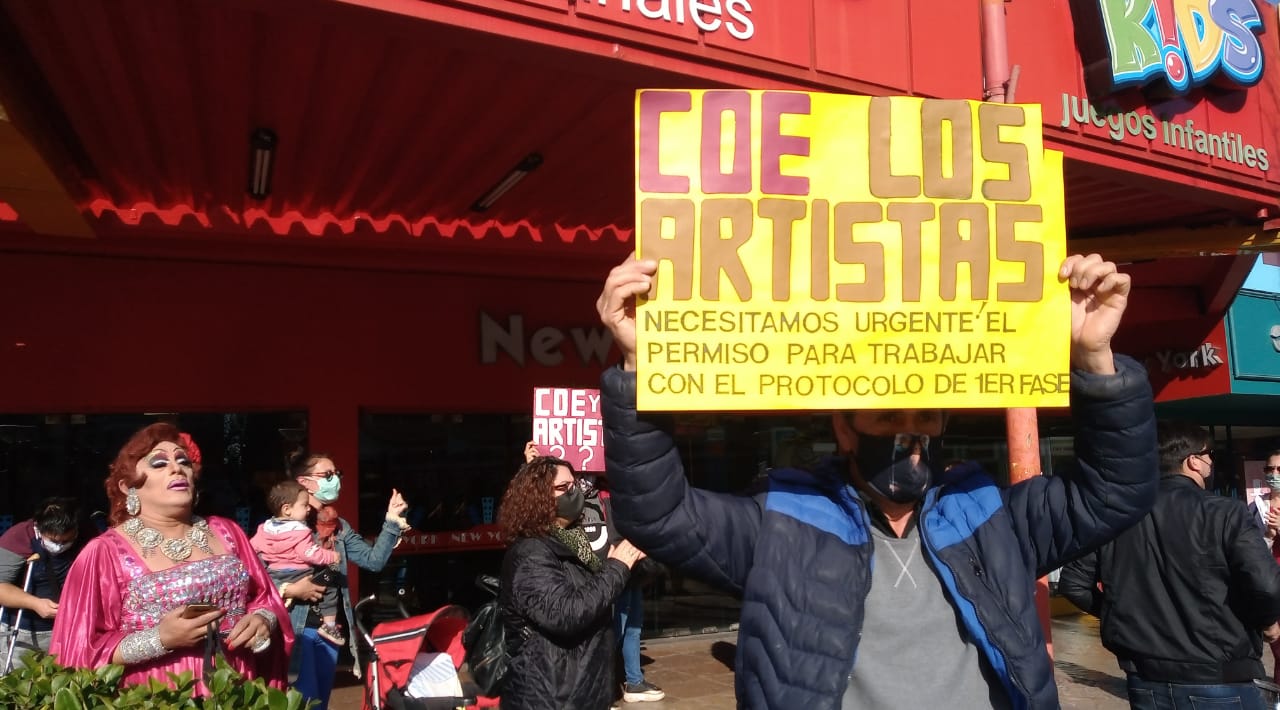 K!DS
juegos infantiles
COE LOS
ARTISTAS
NECESITAMOS URGENTE! EL
PERMISO PARA TRABAJAR
CON EL PROTOCOLO DE 1ER FASE
New
York
COE Y
ARTIST
? ?
YORK NEW YO